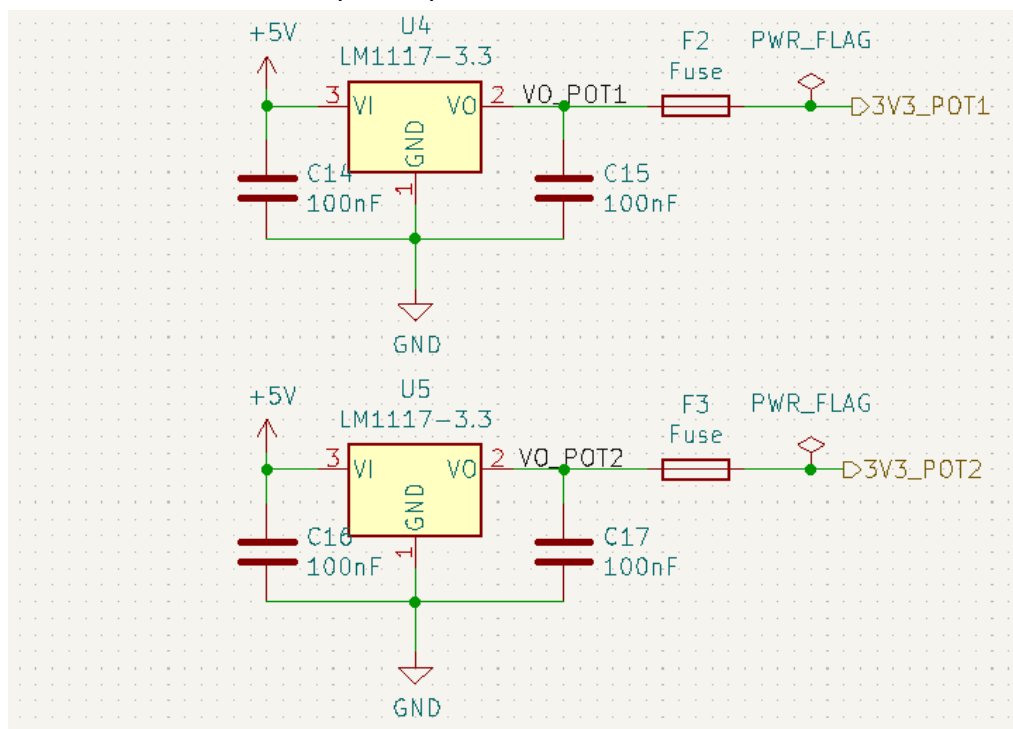 +5V
U4
LM1117-3.3
F2
Fuse
PWR_FLAG
3
VI
VO
2
VO_POT1
3V3_POT1
GND
1
C14
100nF
C15
100nF
GND
+5V
U5
LM1117-3.3
F3
Fuse
PWR_FLAG
3
VI
VO
2
VO_POT2
3V3_POT2
GND
1
C16
100nF
C17
100nF
GND